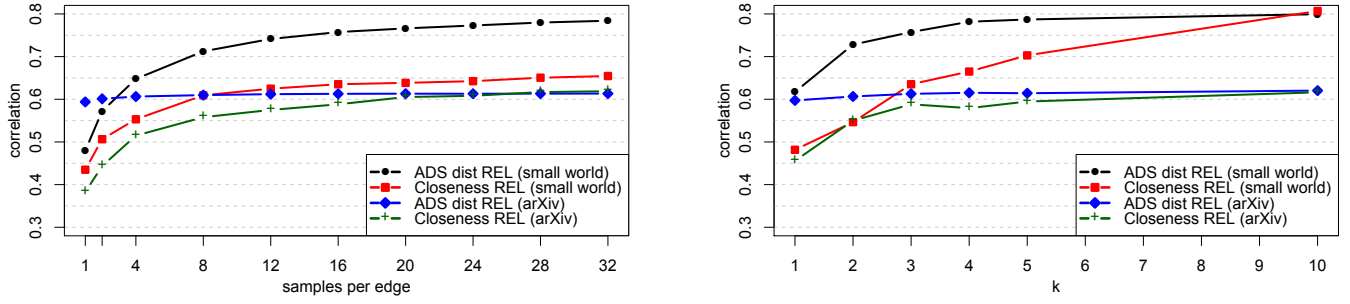 0.3 0.4 0.5 0.6 0.7 0.8
correlation
ADS dist REL (small world)
Closeness REL (small world)
ADS dist REL (arXiv)
Closeness REL (arXiv)
1 4 8 12 16 20 24 28 32
samples per edge
0.3 0.4 0.5 0.6 0.7 0.8
correlation
ADS dist REL (small world)
Closeness REL (small world)
ADS dist REL (arXiv)
Closeness REL (arXiv)
1 2 3 4 5 6 7 8 9 10
k